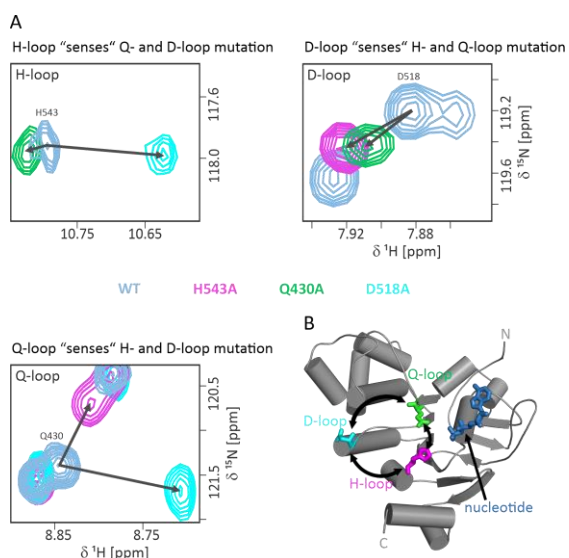 A
H-loop “senses“ Q- and D-loop mutation
D-loop “senses“ H- and Q-loop mutation
H-loop
H543
117.6
118.0
10.75 10.65
D-loop
D518
119.2
119.6
δ ¹⁵N [ppm]
7.92 7.88
δ ¹H [ppm]
δ ¹H [ppm]
WT H543A Q430A D518A
Q-loop “senses“ H- and D-loop mutation
Q-loop
Q430
120.5
121.5
δ ¹⁵N [ppm]
8.85 8.75
δ ¹H [ppm]
B
N
Q-loop
D-loop
H-loop
nucleotide
C